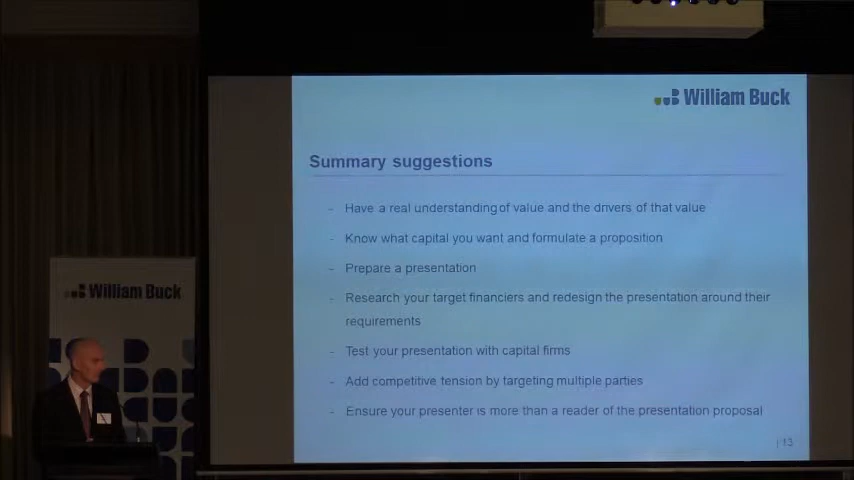 William Buck
Summary suggestions
- Have a real understanding of value and the drivers of that value
- Know what capital you want and formulate a proposition
- Prepare a presentation
- Research your target financiers and redesign the presentation around their
requirements
- Test your presentation with capital firms
- Add competitive tension by targeting multiple parties
- Ensure your presenter is more than a reader of the presentation proposal
| 13
William Buck